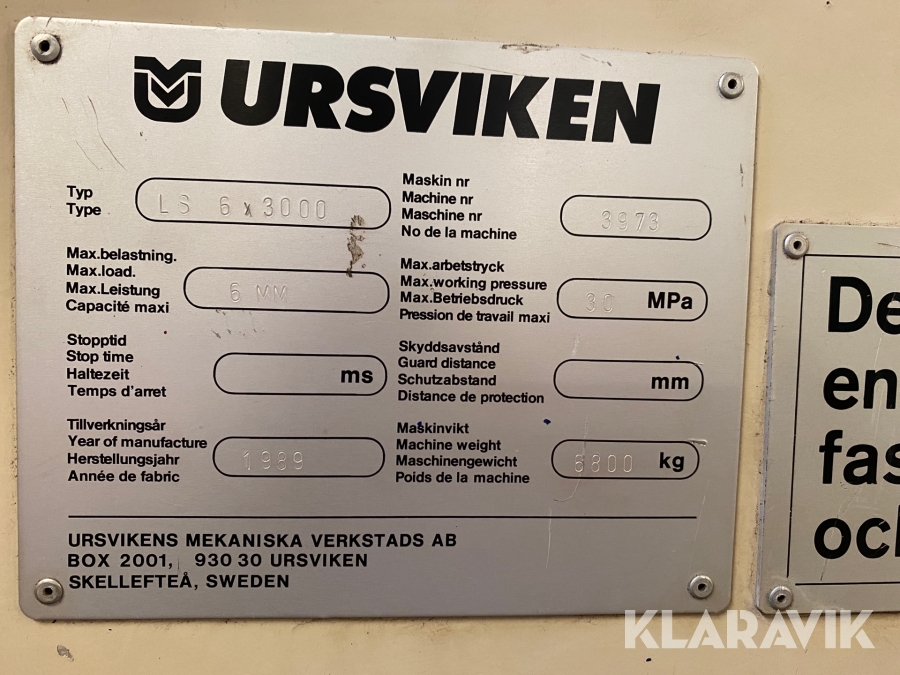 URSVIKEN
Typ
Type
LS 6 x 3000
Maskin nr
Machine nr
Maschine nr
No de la machine
3973
Max.belastning.
Max.load.
Max.Leistung
Capacité maxi
6 MM
Max.arbetstryck
Max.working pressure
Max.Betriebsdruck
Pression de travail maxi
30 MPa
Stopptid
Stop time
Haltezeit
Temps d'arret
ms
Skyddsavstånd
Guard distance
Schutzabstand
Distance de protection
mm
Tillverkningsår
Year of manufacture
Herstellungsjahr
Année de fabric
1989
Maskinvikt
Machine weight
Maschinengewicht
Poids de la machine
6800 kg
URSVIKENS MEKANISKA VERKSTADS AB
BOX 2001, 930 30 URSVIKEN
SKELLEFTEÅ, SWEDEN
De
en
fas
och
KLARAVIK